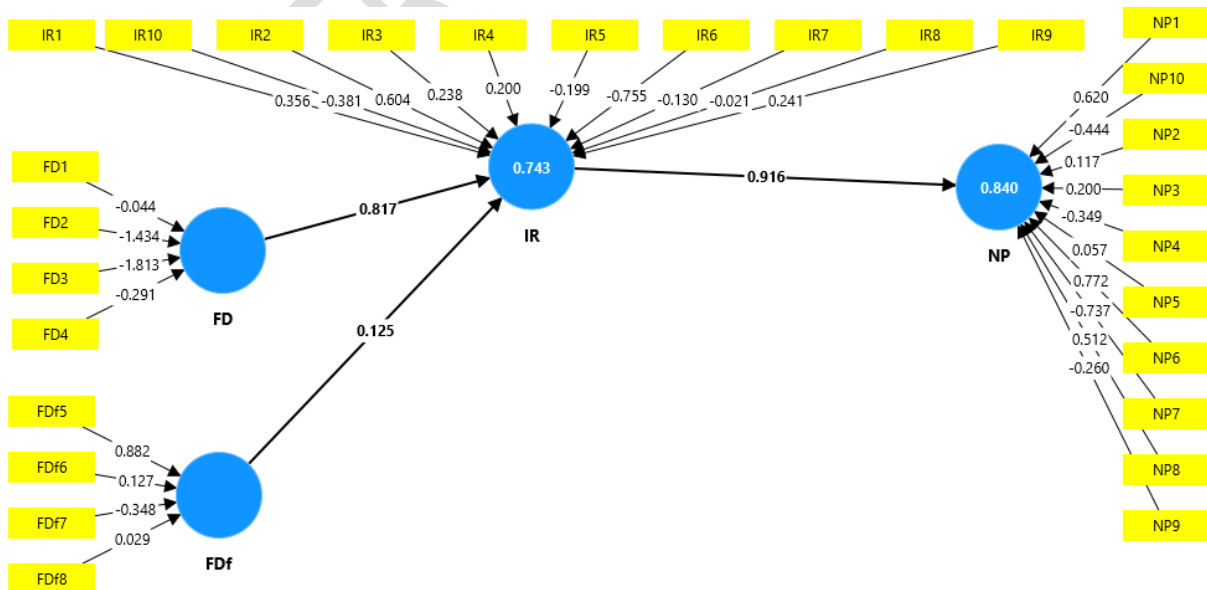 IR1 IR10 IR2 IR3 IR4 IR5 IR6 IR7 IR8 IR9
0.356 -0.381 0.604 0.238 0.200 -0.199 -0.755 -0.130 -0.021 0.241
FD1
FD2
FD3
FD4
-0.044
-1.434
-1.813
-0.291
FD
0.817
0.743
IR
0.916
0.125
FDf5
FDf6
FDf7
FDf8
0.882
0.127
-0.348
0.029
FDf
0.840
NP
0.620
-0.444
0.117
0.200
-0.349
0.057
0.772
-0.737
0.512
-0.260
NP1
NP10
NP2
NP3
NP4
NP5
NP6
NP7
NP8
NP9